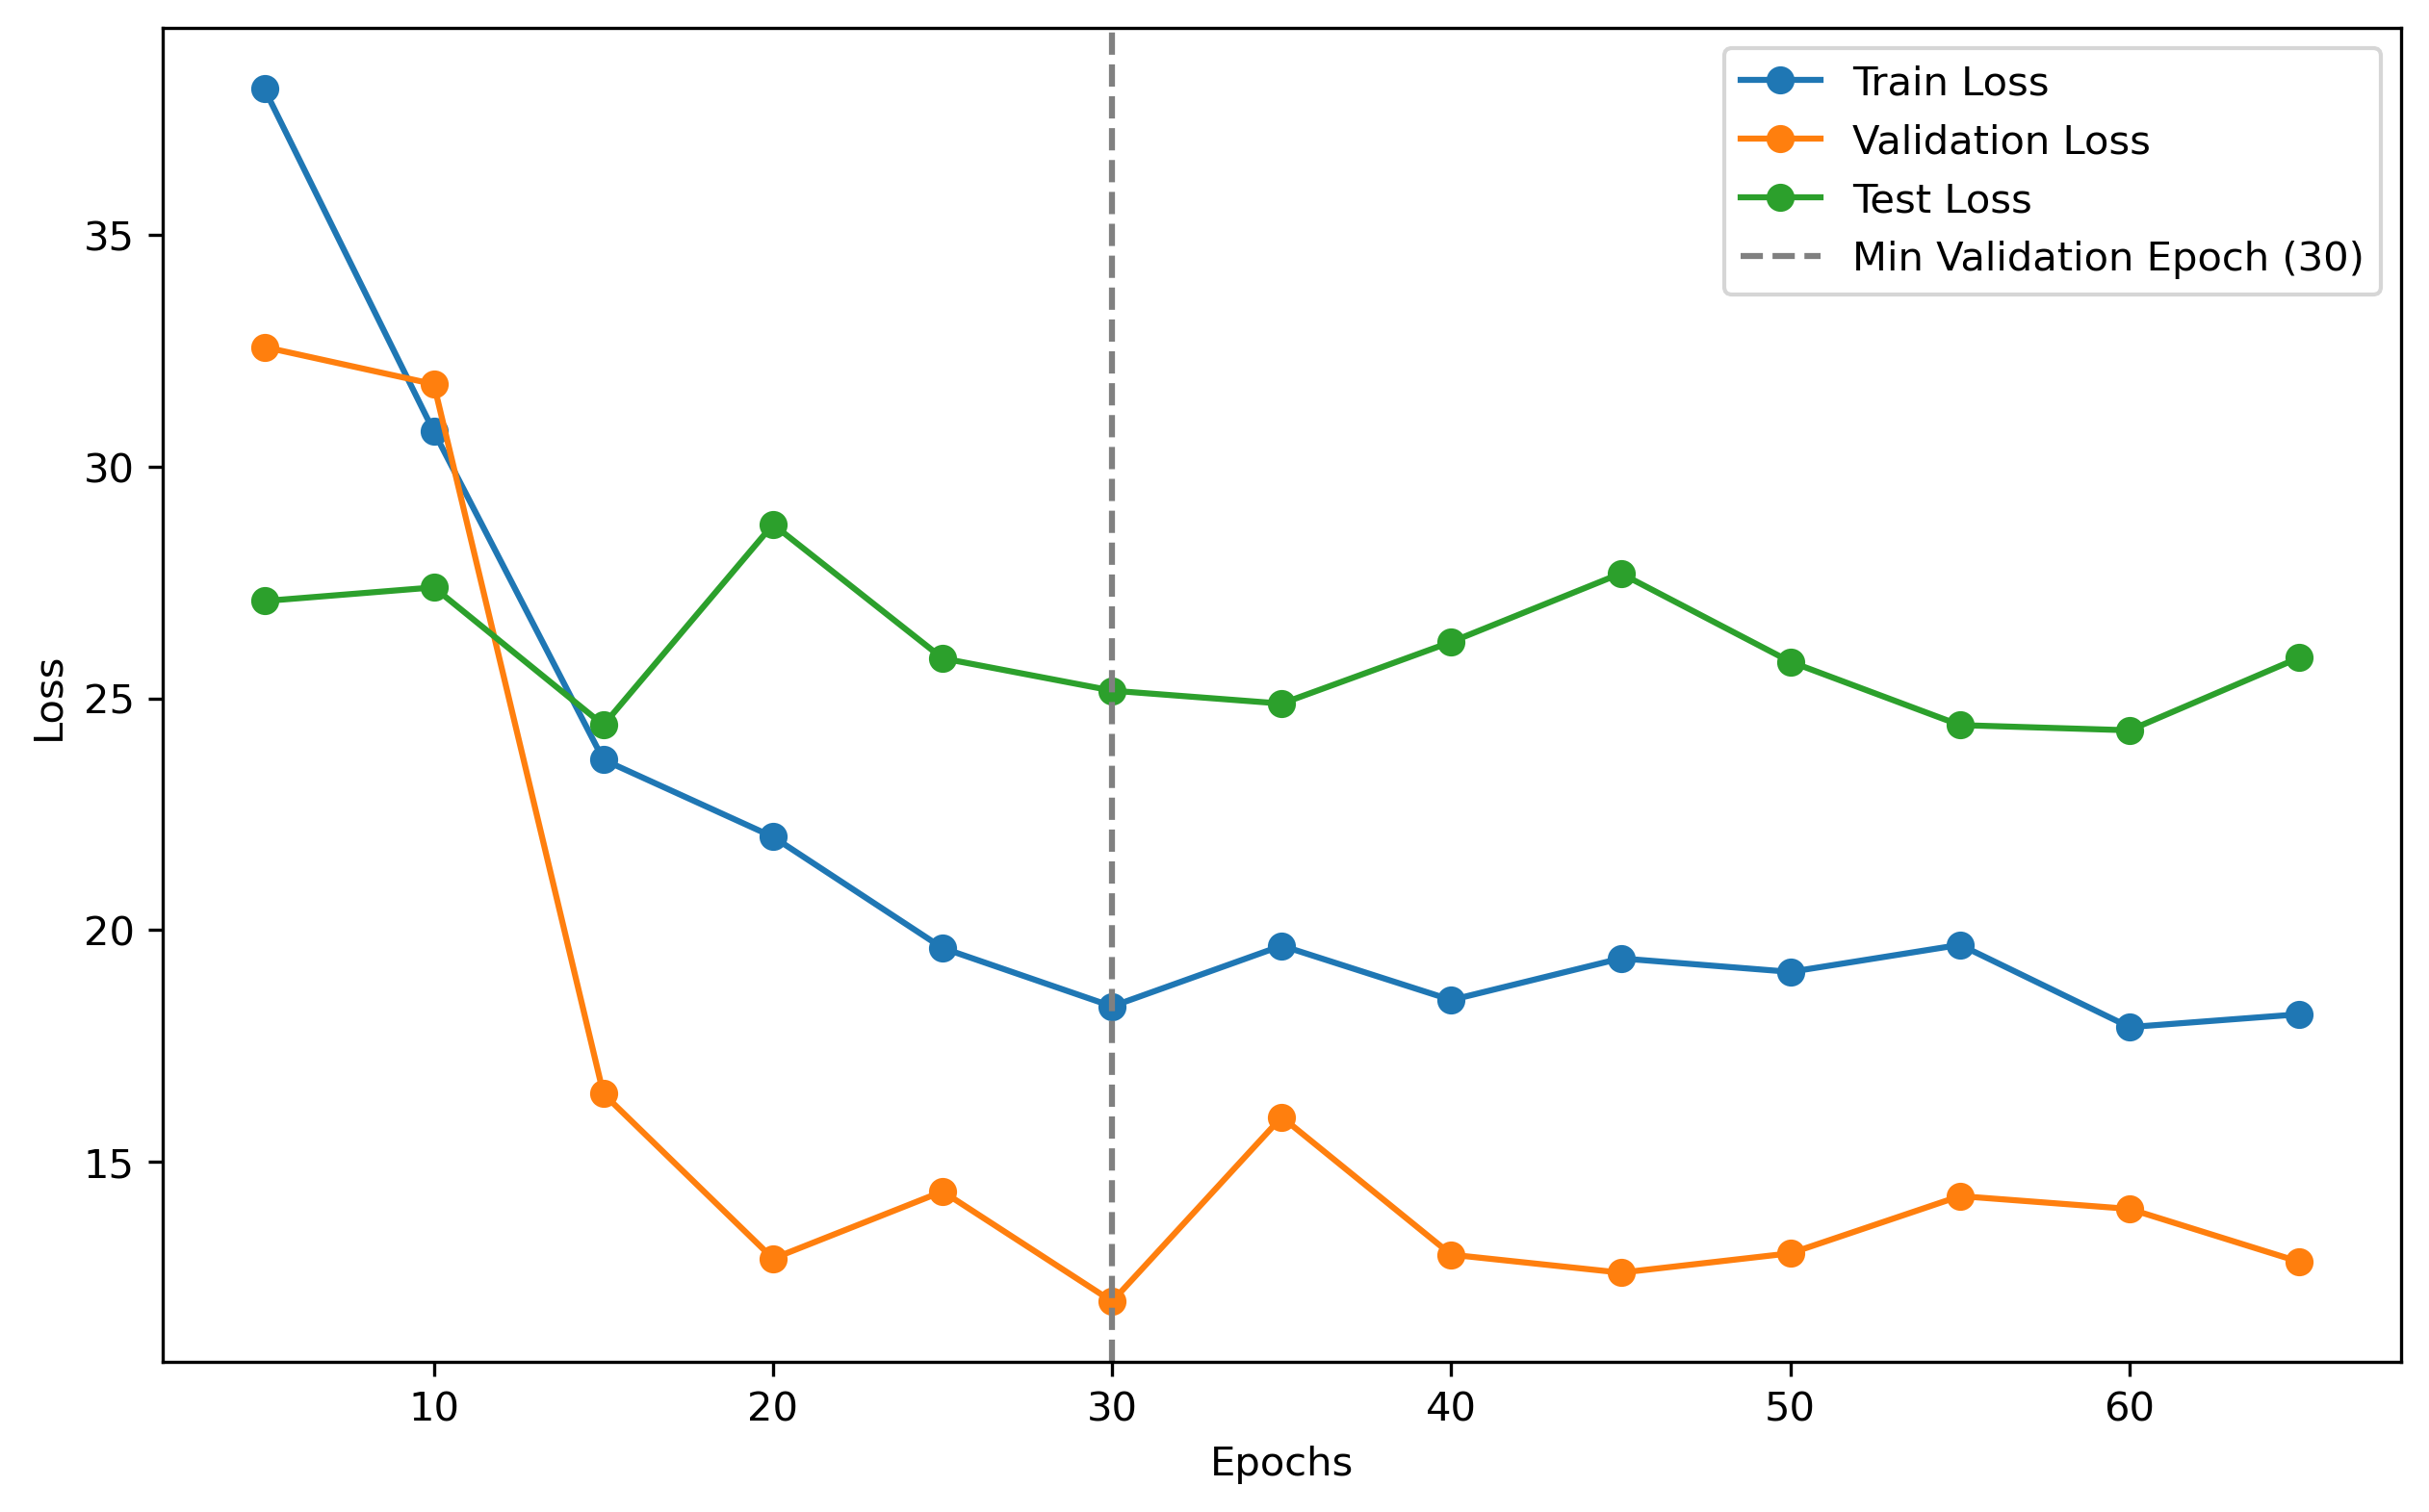 Train Loss
Validation Loss
Test Loss
Min Validation Epoch (30)
35
30
25
20
15
Loss
10 20 30 40 50 60
Epochs